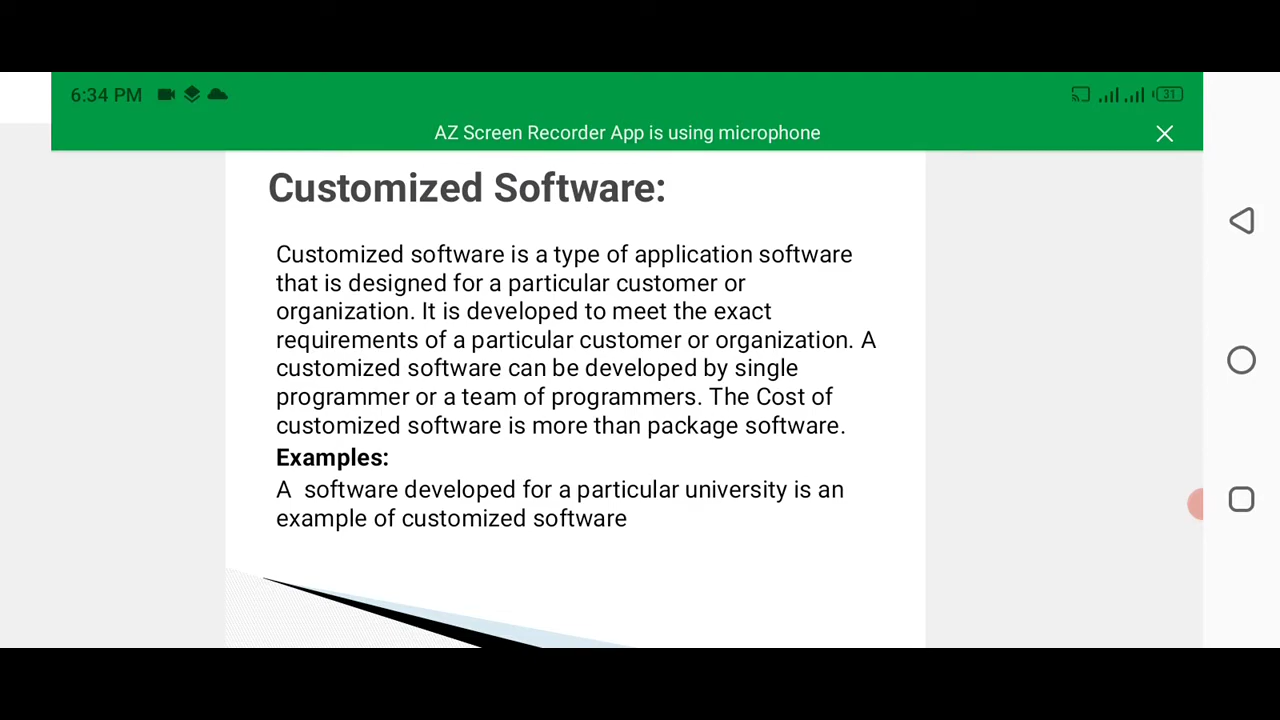 6:34 PM
31
AZ Screen Recorder App is using microphone
Customized Software:
Customized software is a type of application software
that is designed for a particular customer or
organization. It is developed to meet the exact
requirements of a particular customer or organization. A
customized software can be developed by single
programmer or a team of programmers. The Cost of
customized software is more than package software.
Examples:
A  software developed for a particular university is an
example of customized software